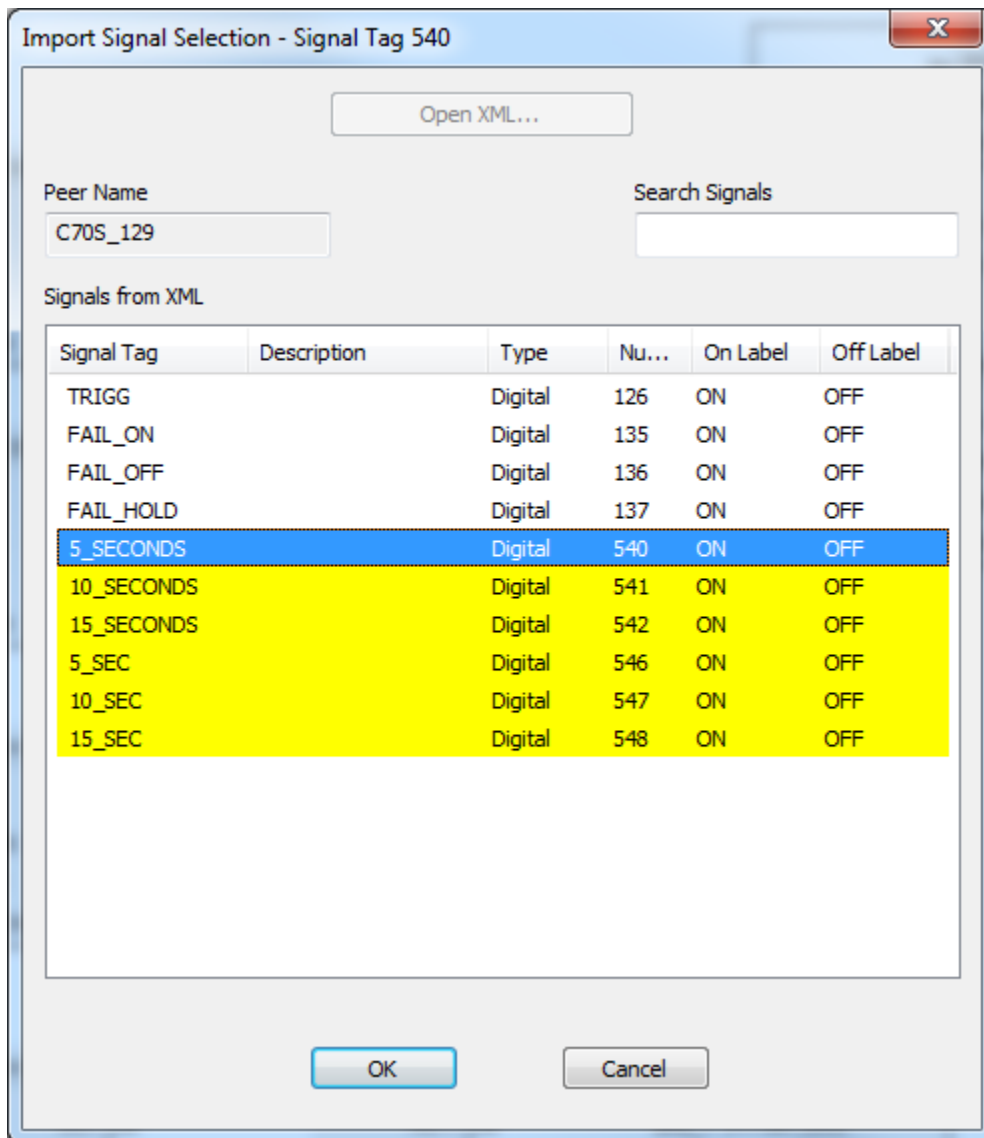 Import Signal Selection - Signal Tag 540
Open XML...
Peer Name Search Signals
C70S_129
Signals from XML
Signal Tag Description Type Nu... On Label Off Label
TRIGG Digital 126 ON OFF
FAIL_ON Digital 135 ON OFF
FAIL_OFF Digital 136 ON OFF
FAIL_HOLD Digital 137 ON OFF
5_SECONDS Digital 540 ON OFF
10_SECONDS Digital 541 ON OFF
15_SECONDS Digital 542 ON OFF
5_SEC Digital 546 ON OFF
10_SEC Digital 547 ON OFF
15_SEC Digital 548 ON OFF
OK Cancel